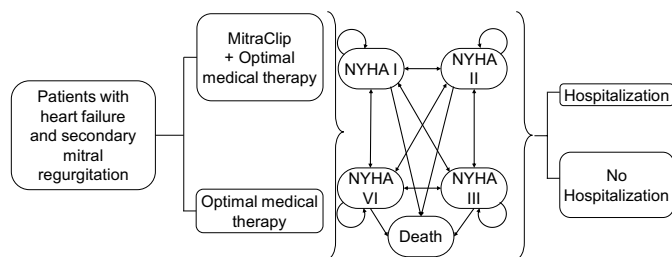 Patients with
heart failure
and secondary
mitral
regurgitation
MitraClip
+ Optimal
medical therapy
Optimal medical
therapy
NYHA I
NYHA
II
NYHA
VI
NYHA
III
Death
Hospitalization
No
Hospitalization